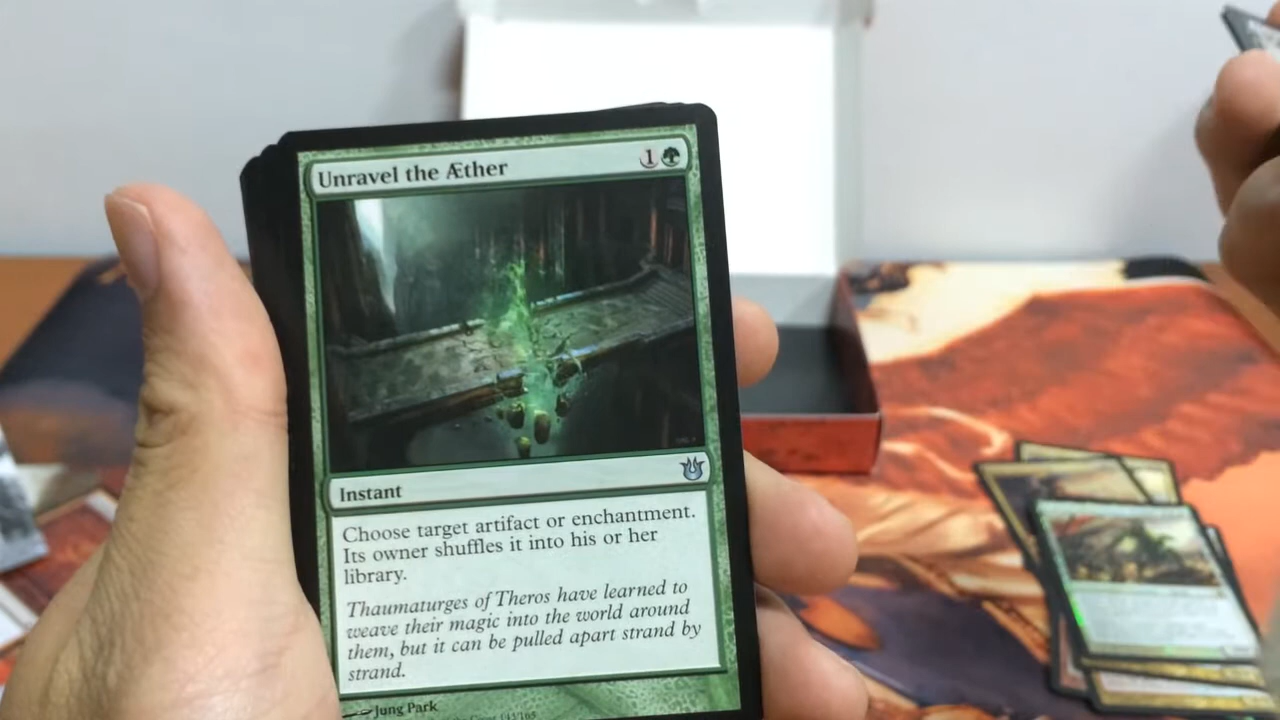 Unravel the Æther 1
Instant
Choose target artifact or enchantment.
Its owner shuffles it into his or her
library.
Thaumaturges of Theros have learned to
weave their magic into the world around
them, but it can be pulled apart strand by
strand.
Jung Park